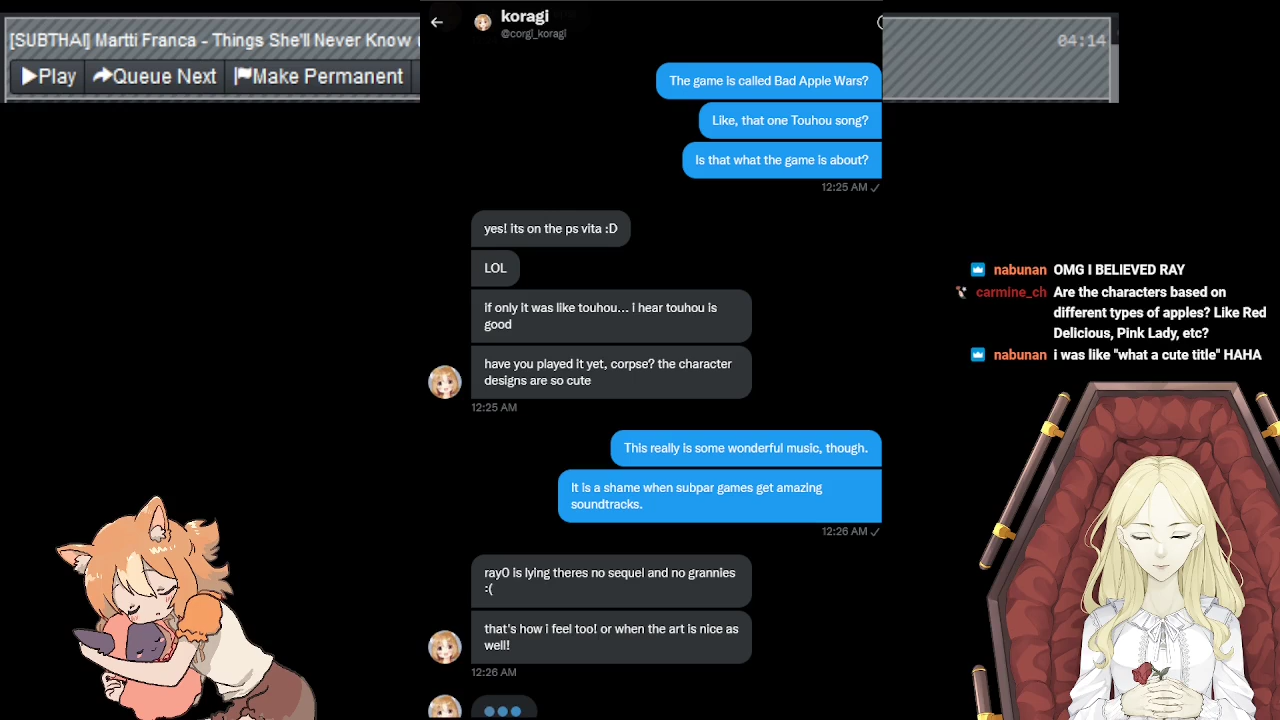 [SUBTHAI] Martti Franca - Things She'll Never Know
04:14
Play
Queue Next
Make Permanent
koragi
@corgi_koragi
The game is called Bad Apple Wars?
Like, that one Touhou song?
Is that what the game is about?
12:25 AM
yes! its on the ps vita :D
LOL
if only it was like touhou... i hear touhou is
good
have you played it yet, corpse? the character
designs are so cute
12:25 AM
This really is some wonderful music, though.
It is a shame when subpar games get amazing
soundtracks.
12:26 AM
ray0 is lying theres no sequel and no grannies
:(
that's how i feel too! or when the art is nice as
well!
12:26 AM
nabunan OMG I BELIEVED RAY
carmine_ch Are the characters based on
different types of apples? Like Red
Delicious, Pink Lady, etc?
nabunan i was like "what a cute title" HAHA